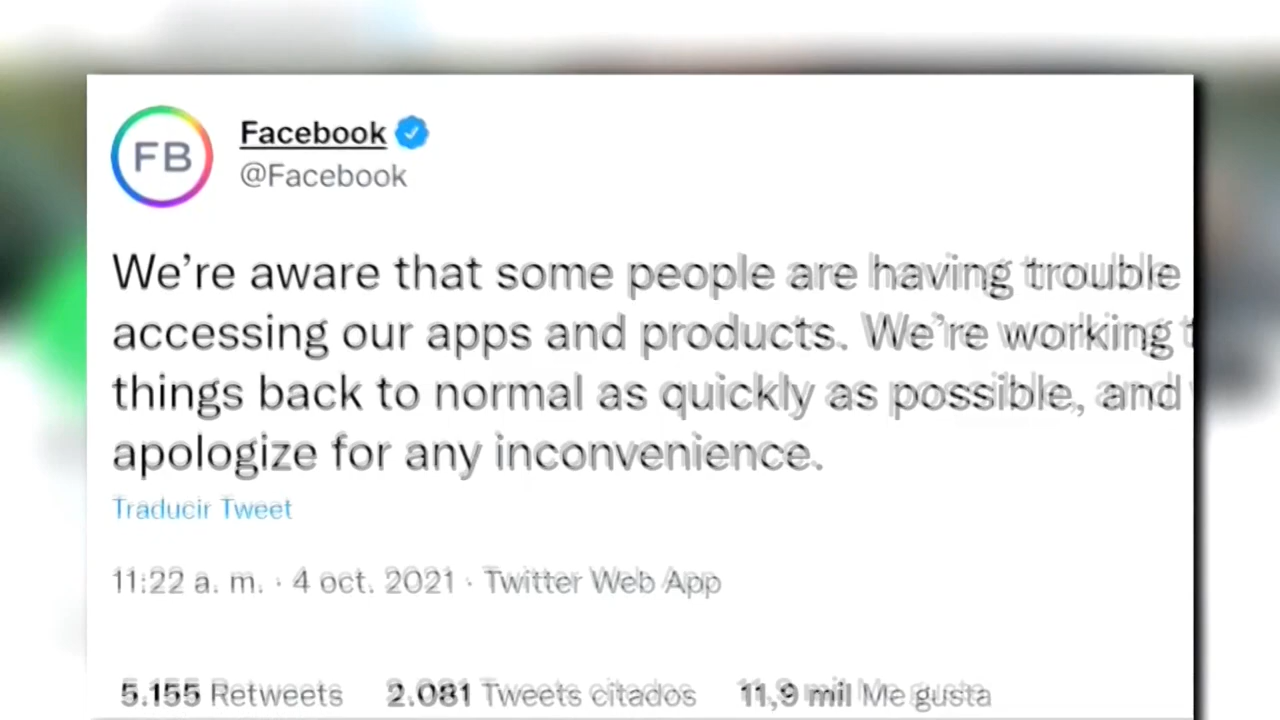 FB
Facebook
@Facebook
We’re aware that some people are having trouble
accessing our apps and products. We’re working
things back to normal as quickly as possible, and
apologize for any inconvenience.
Traducir Tweet
11:22 a. m. · 4 oct. 2021 · Twitter Web App
5.155 Retweets 2.081 Tweets citados 11,9 mil Me gusta